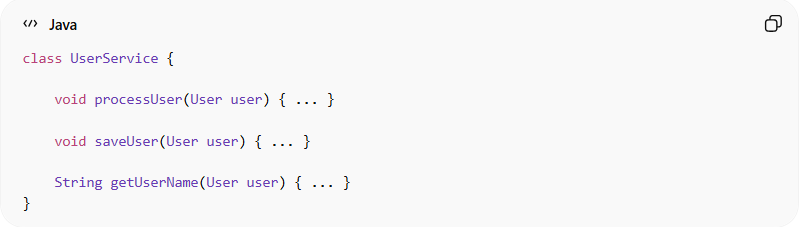 </> Java
class UserService {
void processUser(User user) { ... }
void saveUser(User user) { ... }
String getUserName(User user) { ... }
}